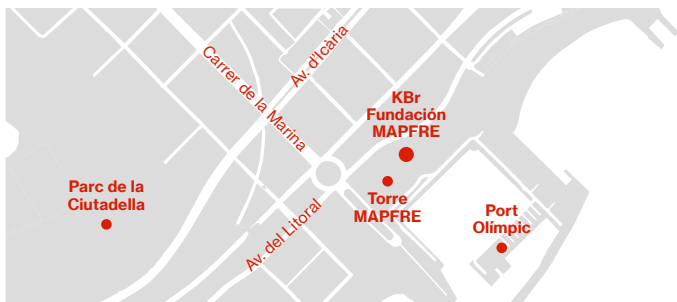 Av. d'Icària
Carrer de la Marina
KBr
Fundación
MAPFRE
Parc de la
Ciutadella
Torre
MAPFRE
Port
Olímpic
Av. del Litoral